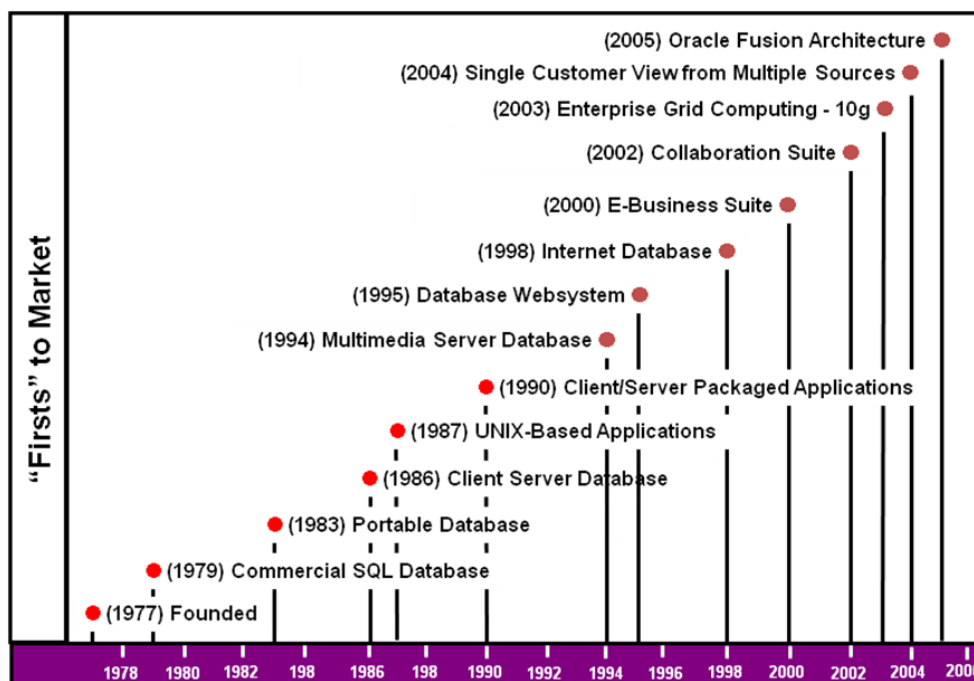 (2005) Oracle Fusion Architecture
(2004) Single Customer View from Multiple Sources
(2003) Enterprise Grid Computing - 10g
(2002) Collaboration Suite
(2000) E-Business Suite
(1998) Internet Database
(1995) Database Websystem
(1994) Multimedia Server Database
(1990) Client/Server Packaged Applications
(1987) UNIX-Based Applications
(1986) Client Server Database
(1983) Portable Database
(1979) Commercial SQL Database
(1977) Founded
“Firsts” to Market
1978 1980 1982 198 1986 198 1990 1992 1994 1996 1998 2000 2002 2004 200